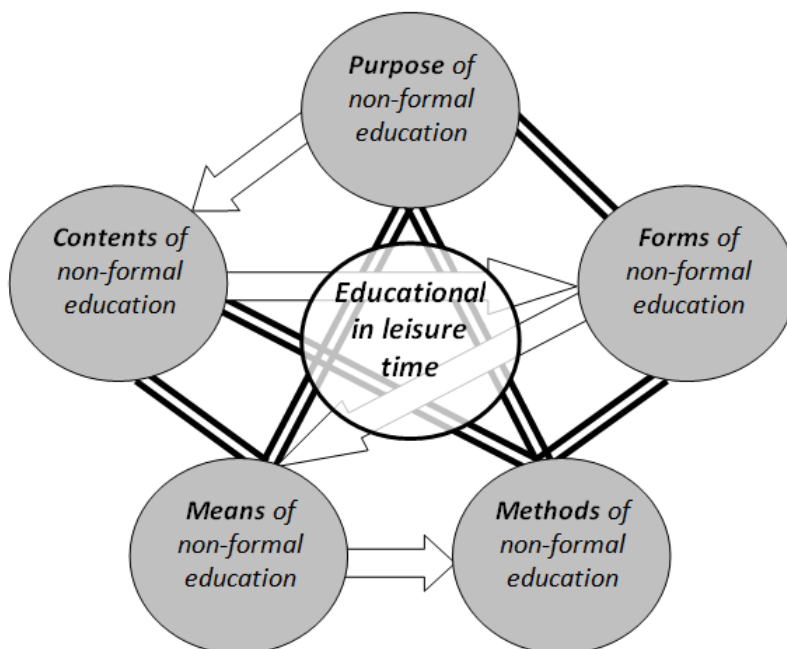 Purpose of
non-formal
education
Contents of
non-formal
education
Forms of
non-formal
education
Educational
in leisure
time
Means of
non-formal
education
Methods of
non-formal
education